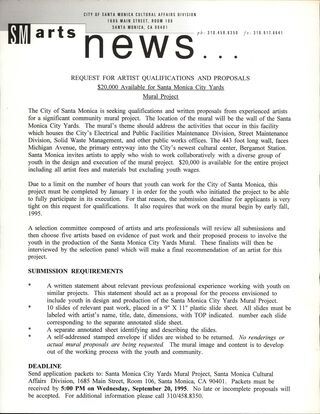 CITY OF SANTA MONICA CULTURAL AFFAIRS DIVISION
1685 MAIN STREET, ROOM 106
SANTA MONICA, CA 90401
ph: 310.458.8350 fx: 310.917.6641
SM arts
news...
REQUEST FOR ARTIST QUALIFICATIONS AND PROPOSALS
$20,000 Available for Santa Monica City Yards
Mural Project
The City of Santa Monica is seeking qualifications and written proposals from experienced artists
for a significant community mural project. The location of the mural will be the wall of the Santa
Monica City Yards. The mural's theme should address the activities that occur in this facility
which houses the City's Electrical and Public Facilities Maintenance Division, Street Maintenance
Division, Solid Waste Management, and other public works offices. The 443 foot long wall, faces
Michigan Avenue, the primary entryway into the City's newest cultural center, Bergamot Station.
Santa Monica invites artists to apply who wish to work collaboratively with a diverse group of
youth in the design and execution of the mural project. $20,000 is available for the entire project
including all artist fees and materials but excluding youth wages.
Due to a limit on the number of hours that youth can work for the City of Santa Monica, this
project must be completed by January 1 in order for the youth who initiated the project to be able
to fully participate in its execution. For that reason, the submission deadline for applicants is very
tight on this request for qualifications. It also requires that work on the mural begin by early fall,
1995.
A selection committee composed of artists and arts professionals will review all submissions and
then choose five artists based on evidence of past work and their proposed process to involve the
youth in the production of the Santa Monica City Yards Mural. These finalists will then be
interviewed by the selection panel which will make a final recommendation of an artist for this
project.
SUBMISSION REQUIREMENTS
* A written statement about relevant previous professional experience working with youth on
similar projects. This statement should act as a proposal for the process envisioned to
include youth in design and production of the Santa Monica City Yards Mural Project.
* 10 slides of relevant past work, placed in a 9" X 11" plastic slide sheet. All slides must be
labeled with artist's name, title, date, dimensions, with TOP indicated. number each slide
corresponding to the separate annotated slide sheet.
* A separate annotated sheet identifying and describing the slides.
* A self-addressed stamped envelope if slides are wished to be returned. No renderings or
actual mural proposals are being requested. The mural image and content is to develop
out of the working process with the youth and community.
DEADLINE
Send application packets to: Santa Monica City Yards Mural Project, Santa Monica Cultural
Affairs Division, 1685 Main Street, Room 106, Santa Monica, CA 90401. Packets must be
received by 5:00 PM on Wednesday, September 20, 1995. No late or incomplete proposals will
be accepted. For additional information please call 310/458.8350.